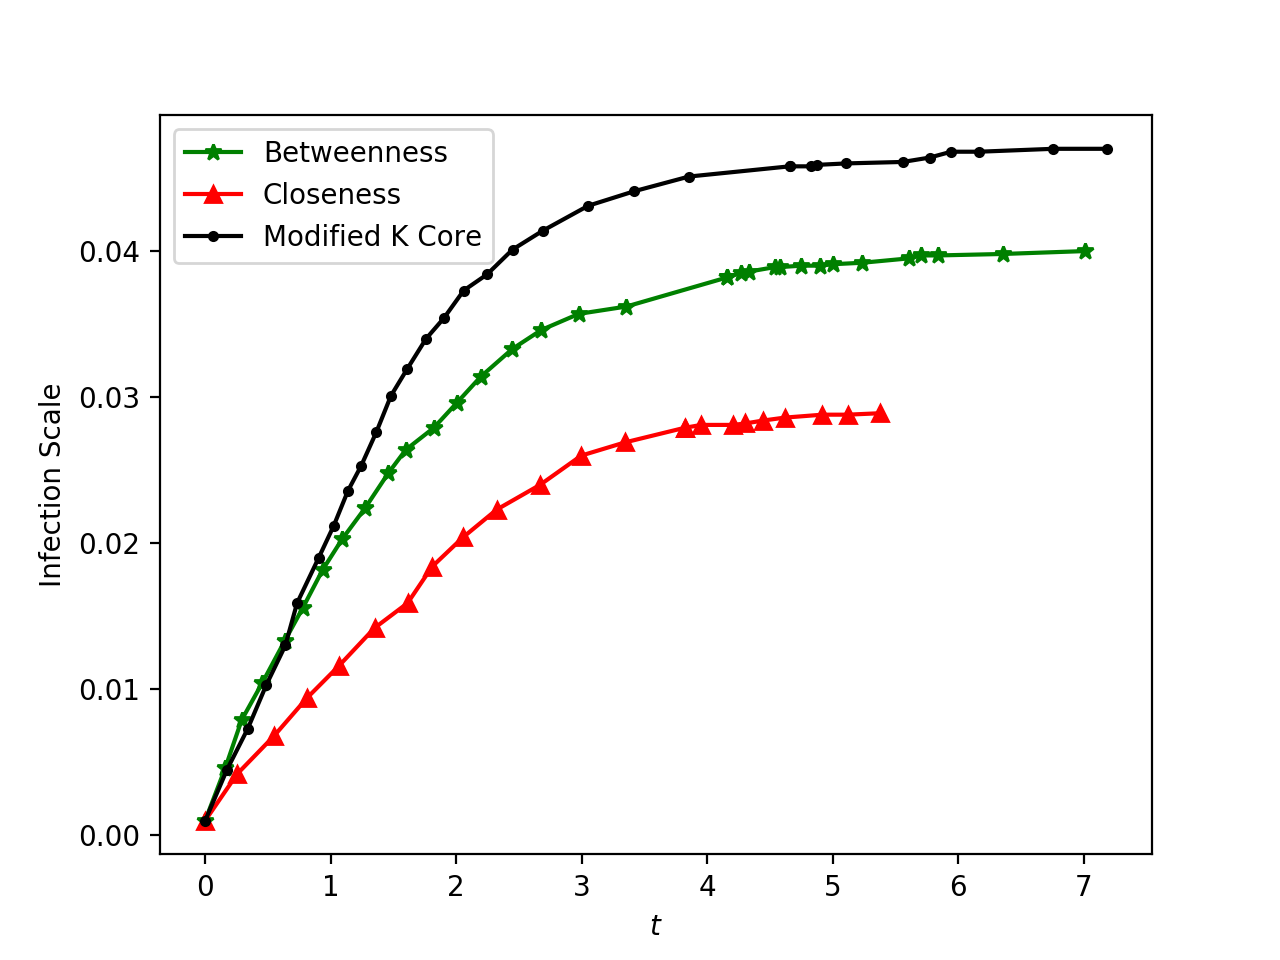 Betweenness
Closeness
Modified K Core
0.04
0.03
0.02
0.01
0.00
Infection Scale
0 1 2 3 4 5 6 7
t